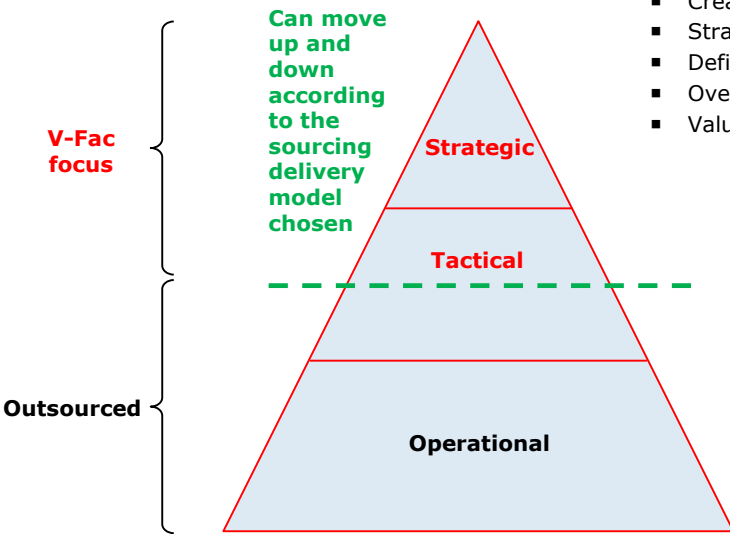 Can move
up and
down
according
to the
sourcing
delivery
model
chosen
V-Fac
focus
Strategic
Tactical
Outsourced
Operational